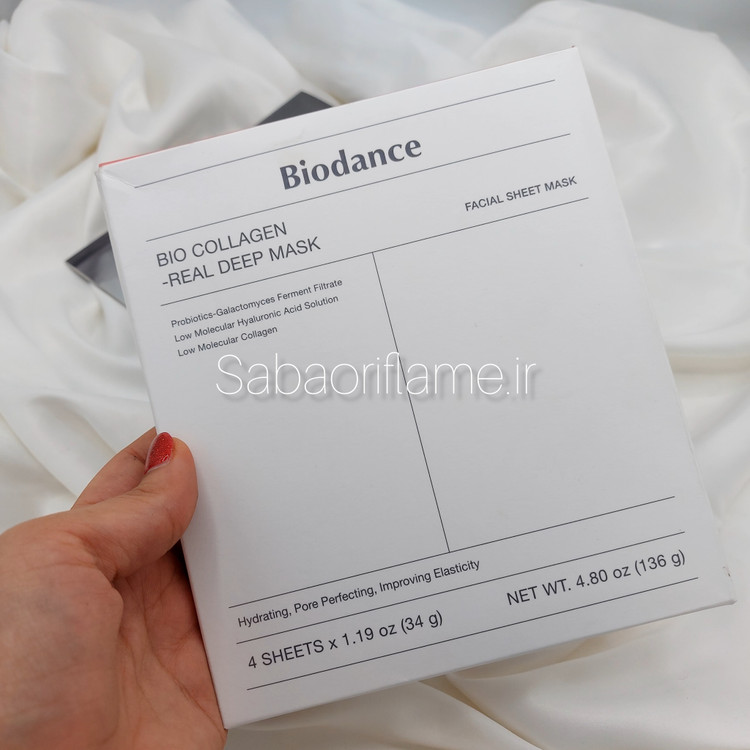 Biodance
FACIAL SHEET MASK
BIO COLLAGEN
-REAL DEEP MASK
Probiotics-Galactomyces Ferment Filtrate
Low Molecular Hyaluronic Acid Solution
Low Molecular Collagen
Sabaoriflame.ir
Hydrating, Pore Perfecting, Improving Elasticity
4 SHEETS x 1.19 oz (34 g)
NET WT. 4.80 oz (136 g)